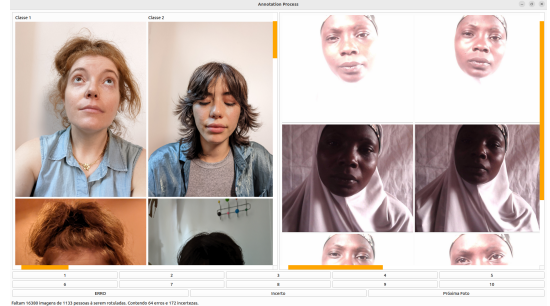 Annotation Process
Classe 1
Classe 2
1 2 3 4 5
6 7 8 9 10
ERRO Incerto Próxima Foto
Faltam 16388 imagens de 1133 pessoas à serem rotuladas. Contendo 64 erros e 172 incertezas.